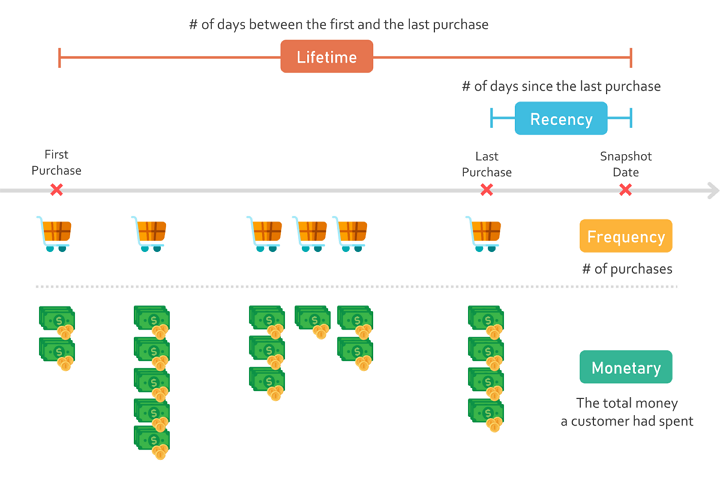 # of days between the first and the last purchase
Lifetime
# of days since the last purchase
Recency
First
Purchase
Last
Purchase
Snapshot
Date
Frequency
# of purchases
Monetary
The total money
a customer had spent